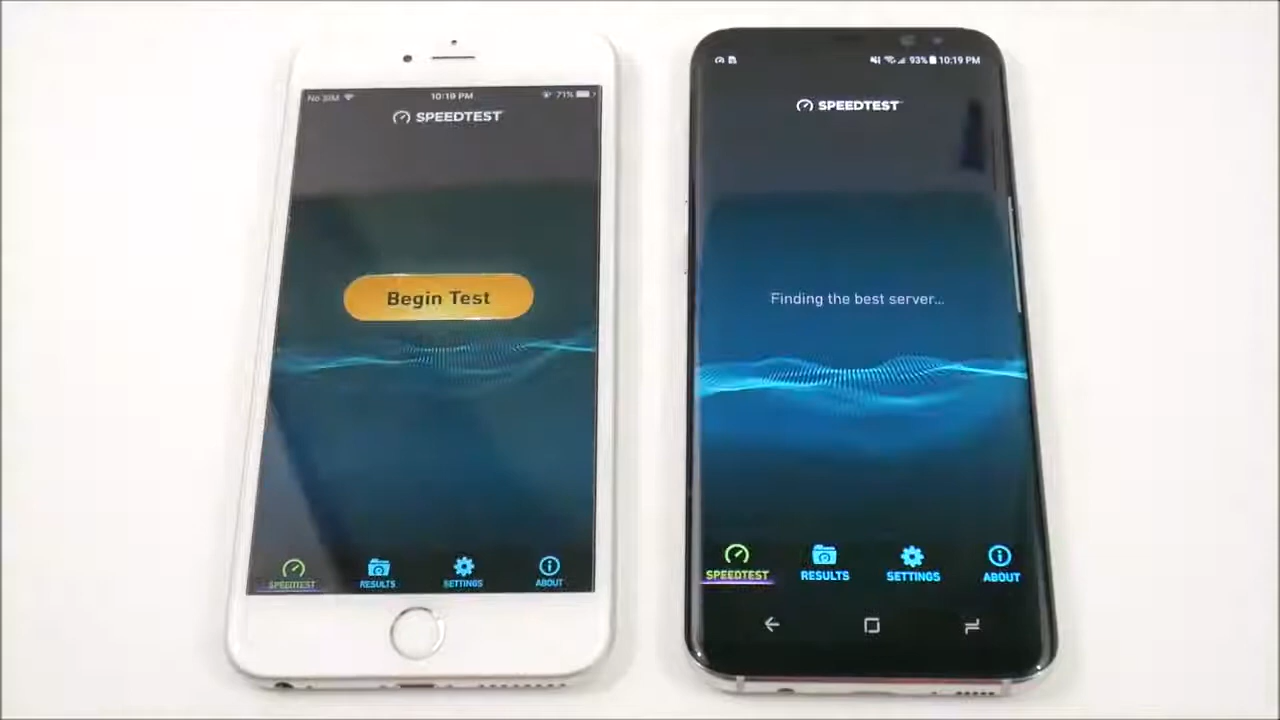 No SIM 10:19 PM 71%
SPEEDTEST
Begin Test
SPEEDTEST RESULTS SETTINGS ABOUT
93% 10:19 PM
SPEEDTEST
Finding the best server...
SPEEDTEST RESULTS SETTINGS ABOUT